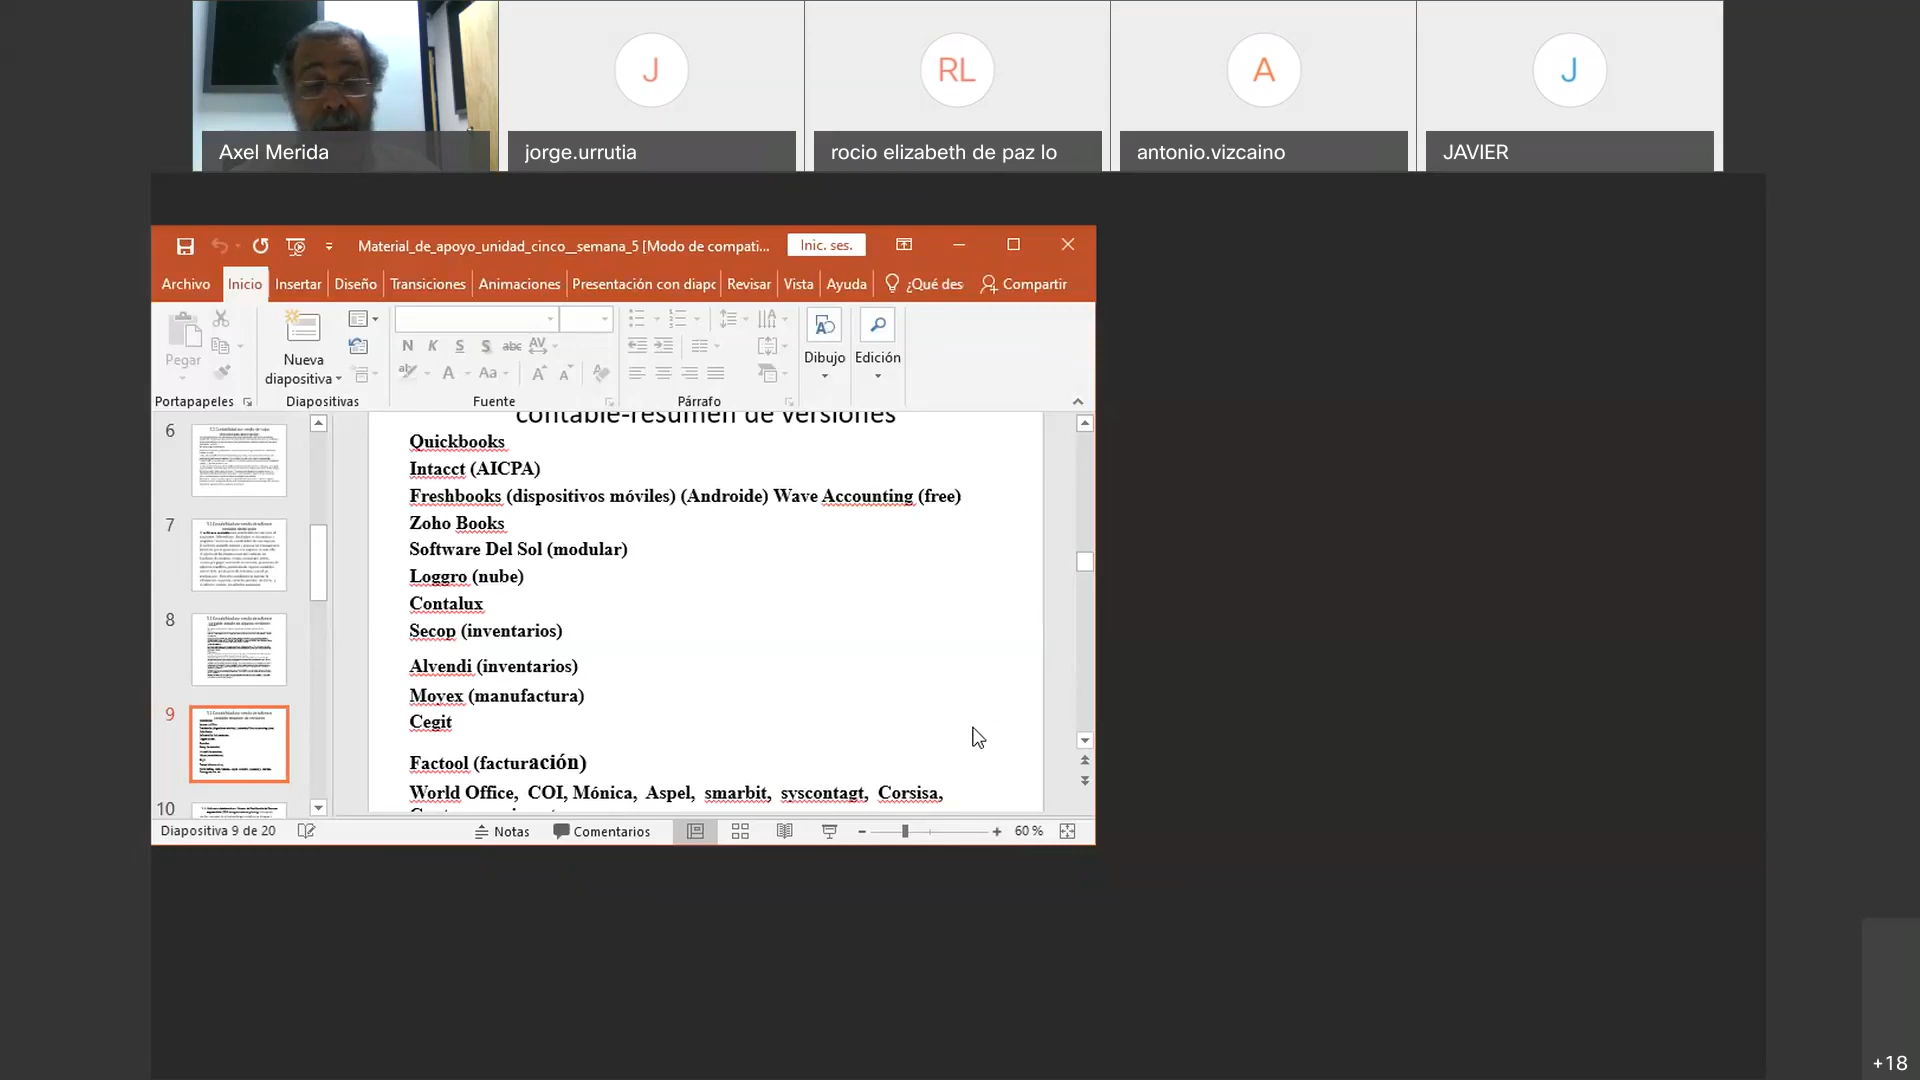 J
RL
A
J
Axel Merida
jorge.urrutia
rocio elizabeth de paz lo
antonio.vizcaino
JAVIER
Material_de_apoyo_unidad_cinco__semana_5 [Modo de compati...
Inic. ses.
Archivo
Inicio
Insertar
Diseño
Transiciones
Animaciones
Presentación con diapc
Revisar
Vista
Ayuda
¿Qué des
Compartir
Pegar
Nueva
diapositiva
N K S S abc AV
A Aa A A
Dibujo
Edición
Portapapeles
Diapositivas
Fuente
Párrafo
contable-resumen de versiones
Quickbooks
Intacct (AICPA)
Freshbooks (dispositivos móviles) (Androide) Wave Accounting (free)
Zoho Books
Software Del Sol (modular)
Loggro (nube)
Contalux
Secop (inventarios)
Alvendi (inventarios)
Movex (manufactura)
Cegit
Factool (facturación)
World Office, COI, Mónica, Aspel, smarbit, syscontagt, Corsisa,
6
7
8
9
10
Diapositiva 9 de 20
Notas
Comentarios
60 %
+18